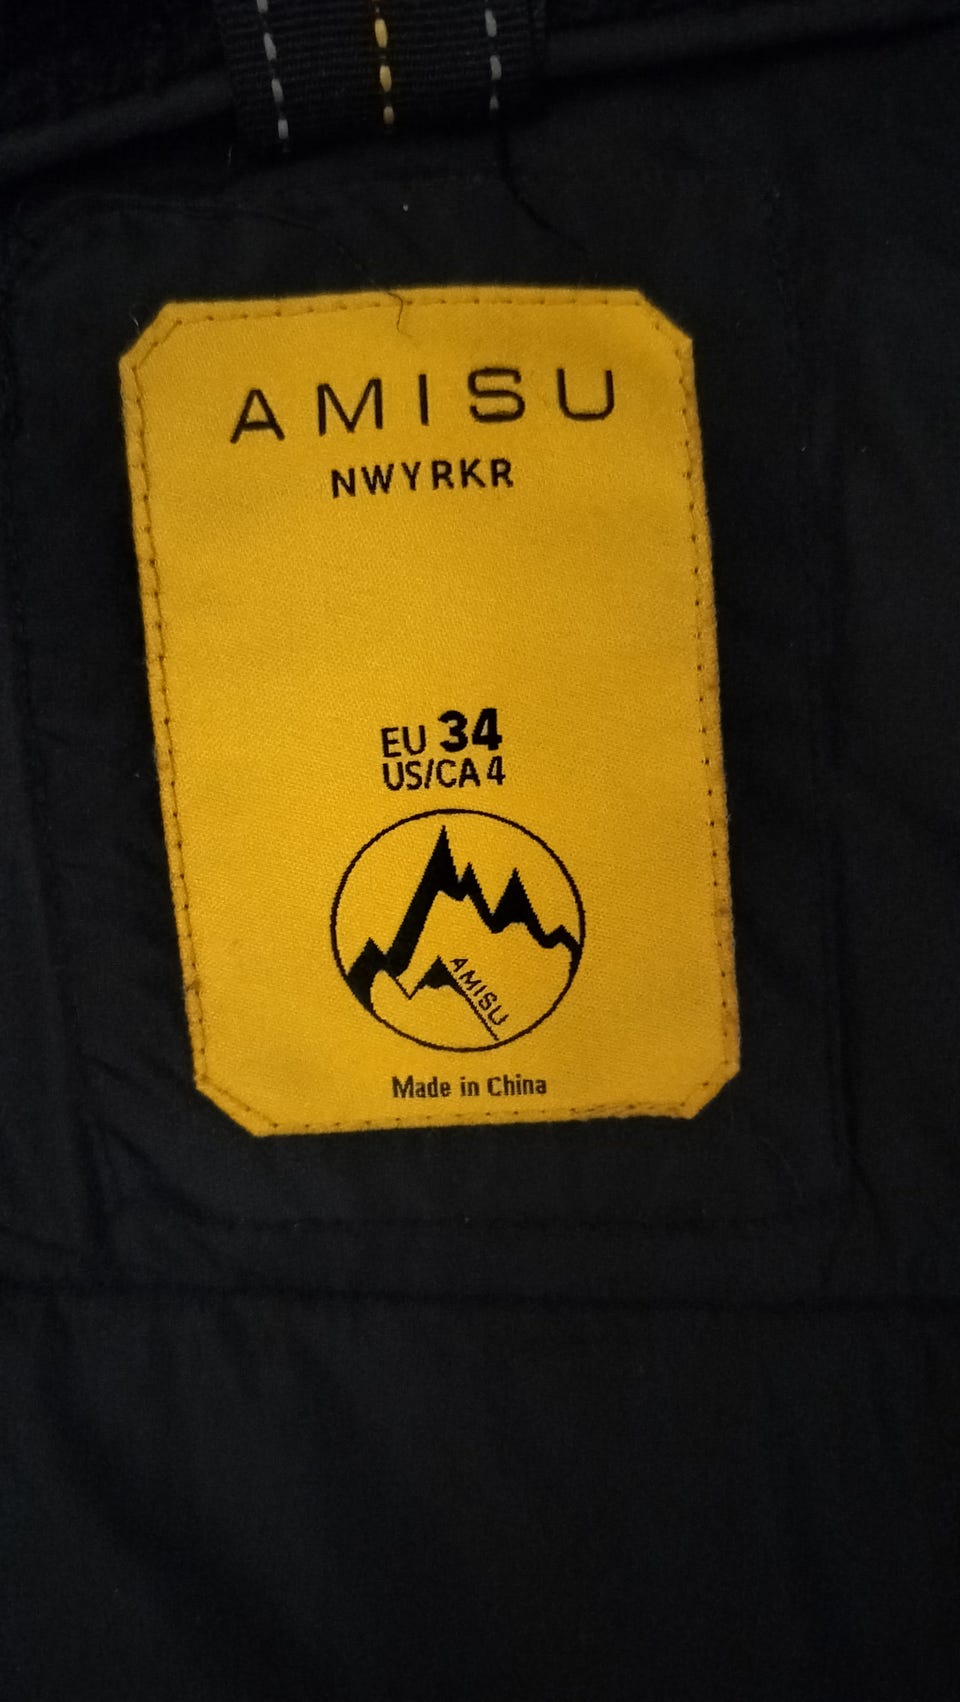 AMISU
NWYRKR
EU 34
US/CA 4
AMISU
Made in China